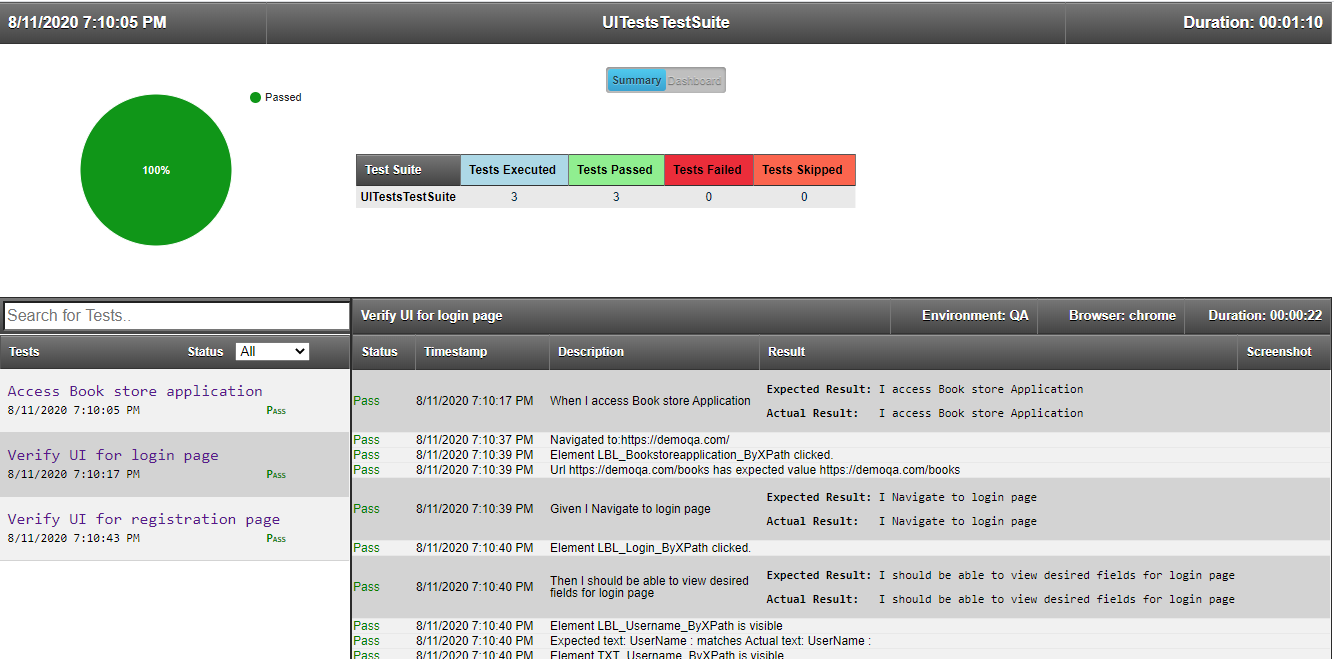 8/11/2020 7:10:05 PM UITestsTestSuite Duration: 00:01:10
Summary Dashboard
Passed
100%
Test Suite Tests Executed Tests Passed Tests Failed Tests Skipped
UITestsTestSuite 3 3 0 0
Search for Tests..
Tests Status All
Access Book store application
8/11/2020 7:10:05 PM Pass
Verify UI for login page
8/11/2020 7:10:17 PM Pass
Verify UI for registration page
8/11/2020 7:10:43 PM Pass
Verify UI for login page Environment: QA Browser: chrome Duration: 00:00:22
Status Timestamp Description Result Screenshot
Pass 8/11/2020 7:10:17 PM When I access Book store Application Expected Result: I access Book store Application
Actual Result: I access Book store Application
Pass 8/11/2020 7:10:37 PM Navigated to:https://demoqa.com/
Pass 8/11/2020 7:10:39 PM Element LBL_Bookstoreapplication_ByXPath clicked.
Pass 8/11/2020 7:10:39 PM Url https://demoqa.com/books has expected value https://demoqa.com/books
Pass 8/11/2020 7:10:39 PM Given I Navigate to login page Expected Result: I Navigate to login page
Actual Result: I Navigate to login page
Pass 8/11/2020 7:10:40 PM Element LBL_Login_ByXPath clicked.
Pass 8/11/2020 7:10:40 PM Then I should be able to view desired fields for login page Expected Result: I should be able to view desired fields for login page
Actual Result: I should be able to view desired fields for login page
Pass 8/11/2020 7:10:40 PM Element LBL_Username_ByXPath is visible
Pass 8/11/2020 7:10:40 PM Expected text: UserName : matches Actual text: UserName :
Pass 8/11/2020 7:10:40 PM Element TXT_Username_ByXPath is visible